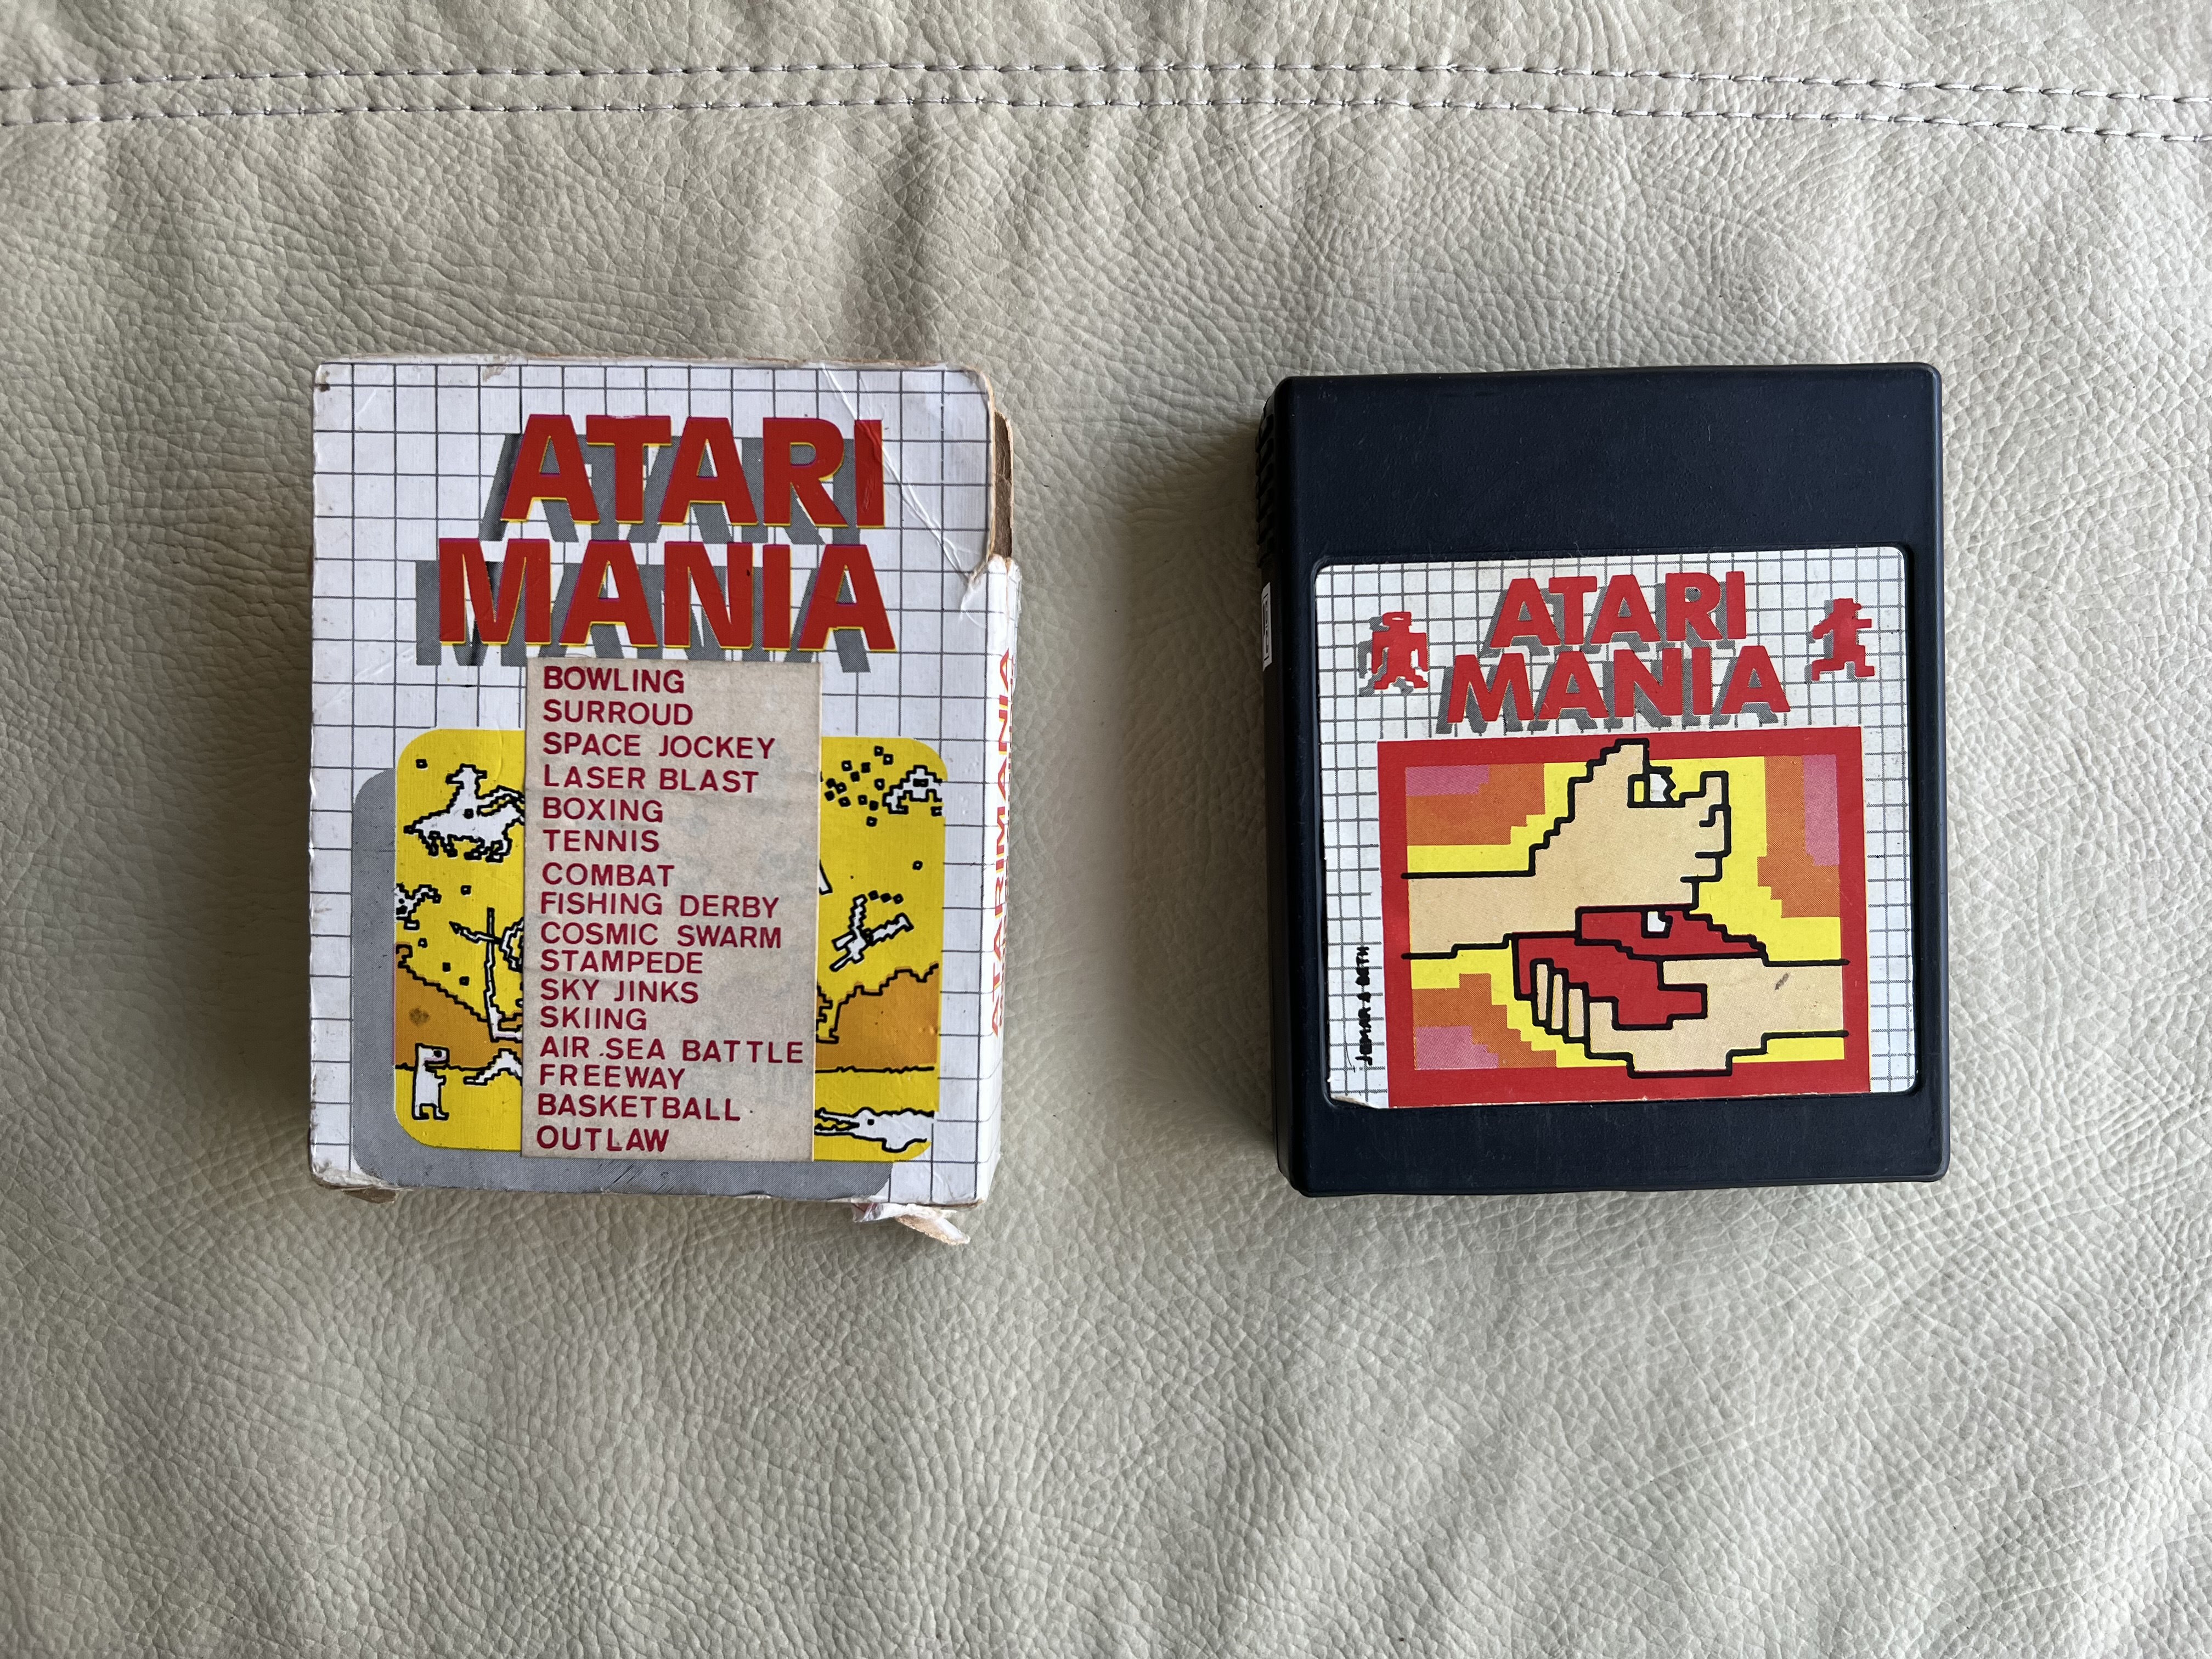 ATARI
MANIA
BOWLING
SURROUD
SPACE JOCKEY
LASER BLAST
BOXING
TENNIS
COMBAT
FISHING DERBY
COSMIC SWARM
STAMPEDE
SKY JINKS
SKIING
AIR SEA BATTLE
FREEWAY
BASKETBALL
OUTLAW
ATARIMANIA
ATARI
MANIA